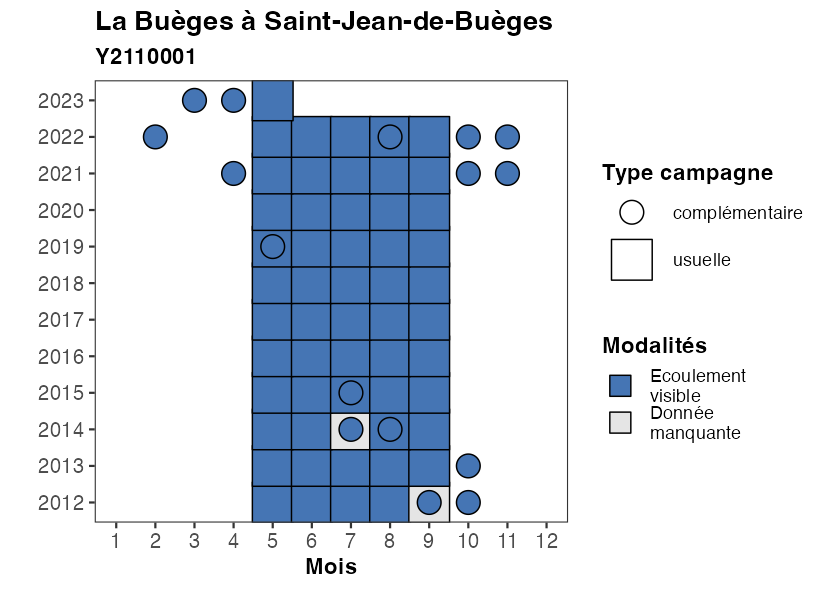 La Buèges à Saint-Jean-de-Buèges
Y2110001
2023
2022
2021
2020
2019
2018
2017
2016
2015
2014
2013
2012
1 2 3 4 5 6 7 8 9 10 11 12
Mois
Type campagne
complémentaire
usuelle
Modalités
Ecoulement
visible
Donnée
manquante